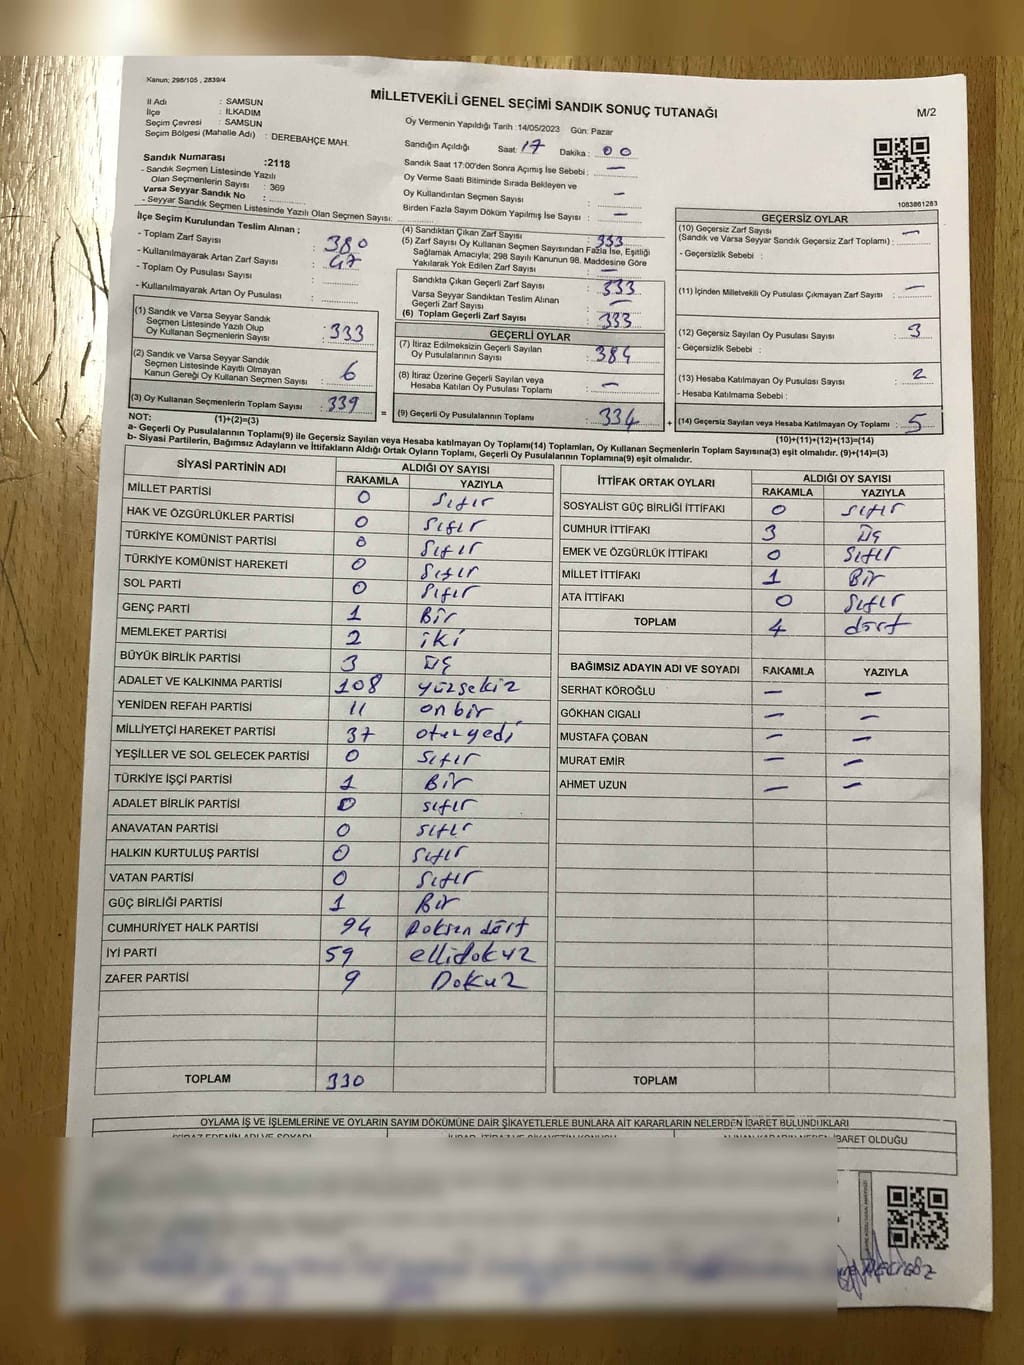 Kanun; 298/105 , 2839/4
MİLLETVEKİLİ GENEL SEÇİMİ SANDIK SONUÇ TUTANAĞI
M/2
İl Adı : SAMSUN
İlçe : İLKADIM
Seçim Çevresi : SAMSUN
Seçim Bölgesi (Mahalle Adı) : DEREBAHÇE MAH.
Sandık Numarası :2118
- Sandık Seçmen Listesinde Yazılı
Olan Seçmenlerin Sayısı : 369
Varsa Seyyar Sandık No :
- Seyyar Sandık Seçmen Listesinde Yazılı Olan Seçmen Sayısı:
Oy Vermenin Yapıldığı Tarih : 14/05/2023 Gün: Pazar
Sandığın Açıldığı Saat: 17 Dakika : 00
Sandık Saat 17:00'den Sonra Açımış İse Sebebi : —
Oy Verme Saati Bitiminde Sırada Bekleyen ve
Oy Kullandırılan Seçmen Sayısı : —
Birden Fazla Sayım Döküm Yapılmış İse Sayısı : —
1083861283
İlçe Seçim Kurulundan Teslim Alınan ;
- Toplam Zarf Sayısı : 380
- Kullanılmayarak Artan Zarf Sayısı : 47
- Toplam Oy Pusulası Sayısı :
- Kullanılmayarak Artan Oy Pusulası :
(1) Sandık ve Varsa Seyyar Sandık
Seçmen Listesinde Yazılı Olup
Oy Kullanan Seçmenlerin Sayısı : 333
(2) Sandık ve Varsa Seyyar Sandık
Seçmen Listesinde Kayıtlı Olmayan
Kanun Gereği Oy Kullanan Seçmen Sayısı : 6
(3) Oy Kullanan Seçmenlerin Toplam Sayısı : 339
(4) Sandıktan Çıkan Zarf Sayısı : 333
(5) Zarf Sayısı Oy Kullanan Seçmen Sayısından Fazla İse, Eşitliği
Sağlamak Amacıyla; 298 Sayılı Kanunun 98. Maddesine Göre
Yakılarak Yok Edilen Zarf Sayısı : —
Sandıkta Çıkan Geçerli Zarf Sayısı : 333
Varsa Seyyar Sandıktan Teslim Alınan
Geçerli Zarf Sayısı : —
(6) Toplam Geçerli Zarf Sayısı : 333
GEÇERLİ OYLAR
(7) İtiraz Edilmeksizin Geçerli Sayılan
Oy Pusulalarının Sayısı : 384
(8) İtiraz Üzerine Geçerli Sayılan veya
Hesaba Katılan Oy Pusulası Toplamı : —
= (9) Geçerli Oy Pusulalarının Toplamı : 334
GEÇERSİZ OYLAR
(10) Geçersiz Zarf Sayısı : —
(Sandık ve Varsa Seyyar Sandık Geçersiz Zarf Toplamı)
- Geçersizlik Sebebi :
(11) İçinden Milletvekili Oy Pusulası Çıkmayan Zarf Sayısı : —
(12) Geçersiz Sayılan Oy Pusulası Sayısı : 3
- Geçersizlik Sebebi :
(13) Hesaba Katılmayan Oy Pusulası Sayısı : 2
- Hesaba Katılmama Sebebi :
+ (14) Geçersiz Sayılan veya Hesaba Katılmayan Oy Toplamı : 5
NOT: (1)+(2)=(3)
(10)+(11)+(12)+(13)=(14)
a- Geçerli Oy Pusulalarının Toplamı(9) ile Geçersiz Sayılan veya Hesaba katılmayan Oy Toplamı(14) Toplamları, Oy Kullanan Seçmenlerin Toplam Sayısına(3) eşit olmalıdır. (9)+(14)=(3)
b- Siyasi Partilerin, Bağımsız Adayların ve İttifakların Aldığı Ortak Oyların Toplamı, Geçerli Oy Pusulalarının Toplamına(9) eşit olmalıdır.
SİYASİ PARTİNİN ADI ALDIĞI OY SAYISI
RAKAMLA YAZIYLA
MİLLET PARTİSİ 0 sıfır
HAK VE ÖZGÜRLÜKLER PARTİSİ 0 sıfır
TÜRKİYE KOMÜNİST PARTİSİ 0 sıfır
TÜRKİYE KOMÜNİST HAREKETİ 0 sıfır
SOL PARTİ 0 sıfır
GENÇ PARTİ 1 Bir
MEMLEKET PARTİSİ 2 iki
BÜYÜK BİRLİK PARTİSİ 3 üç
ADALET VE KALKINMA PARTİSİ 108 yüzsekiz
YENİDEN REFAH PARTİSİ 11 on bir
MİLLİYETÇİ HAREKET PARTİSİ 37 otuzyedi
YEŞİLLER VE SOL GELECEK PARTİSİ 0 sıfır
TÜRKİYE İŞÇİ PARTİSİ 1 Bir
ADALET BİRLİK PARTİSİ 0 sıfır
ANAVATAN PARTİSİ 0 sıfır
HALKIN KURTULUŞ PARTİSİ 0 sıfır
VATAN PARTİSİ 0 sıfır
GÜÇ BİRLİĞİ PARTİSİ 1 Bir
CUMHURİYET HALK PARTİSİ 94 Doksan dört
İYİ PARTİ 59 ellidokuz
ZAFER PARTİSİ 9 Dokuz
TOPLAM 330
İTTİFAK ORTAK OYLARI ALDIĞI OY SAYISI
RAKAMLA YAZIYLA
SOSYALİST GÜÇ BİRLİĞİ İTTİFAKI 0 sıfır
CUMHUR İTTİFAKI 3 üç
EMEK VE ÖZGÜRLÜK İTTİFAKI 0 sıfır
MİLLET İTTİFAKI 1 Bir
ATA İTTİFAKI 0 sıfır
TOPLAM 4 dört
BAĞIMSIZ ADAYIN ADI VE SOYADI RAKAMLA YAZIYLA
SERHAT KÖROĞLU — —
GÖKHAN CIGALI — —
MUSTAFA ÇOBAN — —
MURAT EMİR — —
AHMET UZUN — —
TOPLAM
OYLAMA İŞ VE İŞLEMLERİNE VE OYLARIN SAYIM DÖKÜMÜNE DAİR ŞİKAYETLERLE BUNLARA AİT KARARLARIN NELERDEN İBARET BULUNDUKLARI
İBARET OLDUĞU